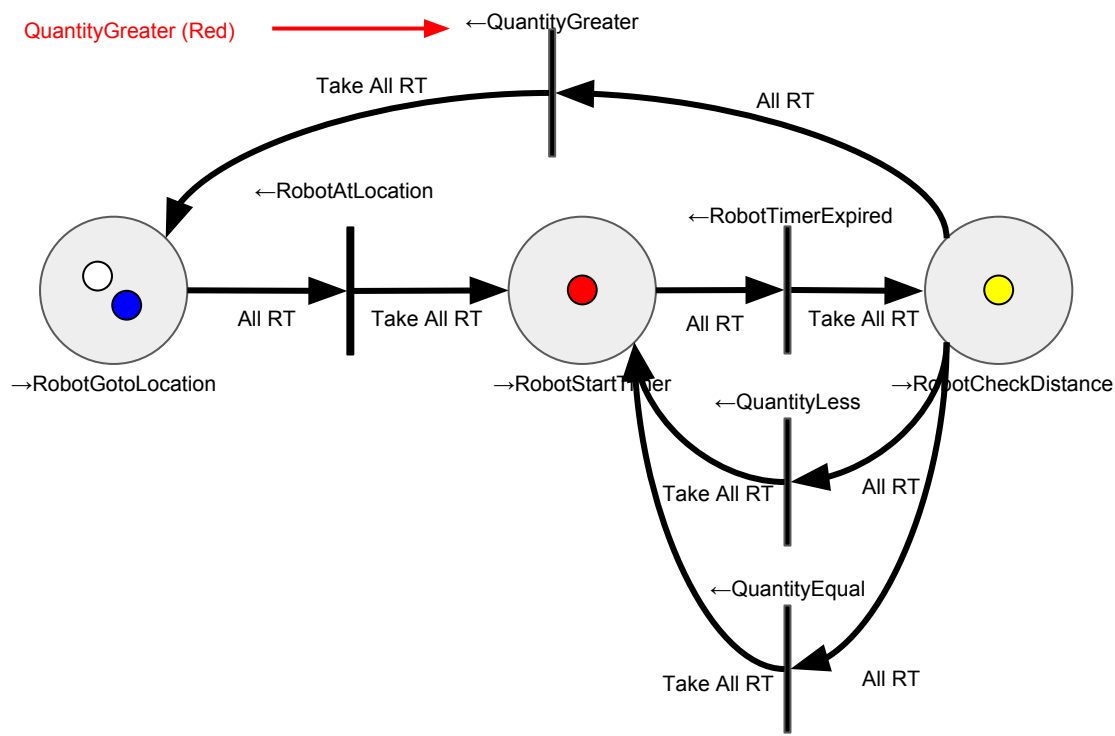 QuantityGreater (Red)
←QuantityGreater
Take All RT
All RT
←RobotAtLocation
←RobotTimerExpired
All RT
Take All RT
All RT
Take All RT
→RobotGotoLocation
→RobotStartTimer
→RobotCheckDistance
←QuantityLess
Take All RT
All RT
←QuantityEqual
Take All RT
All RT